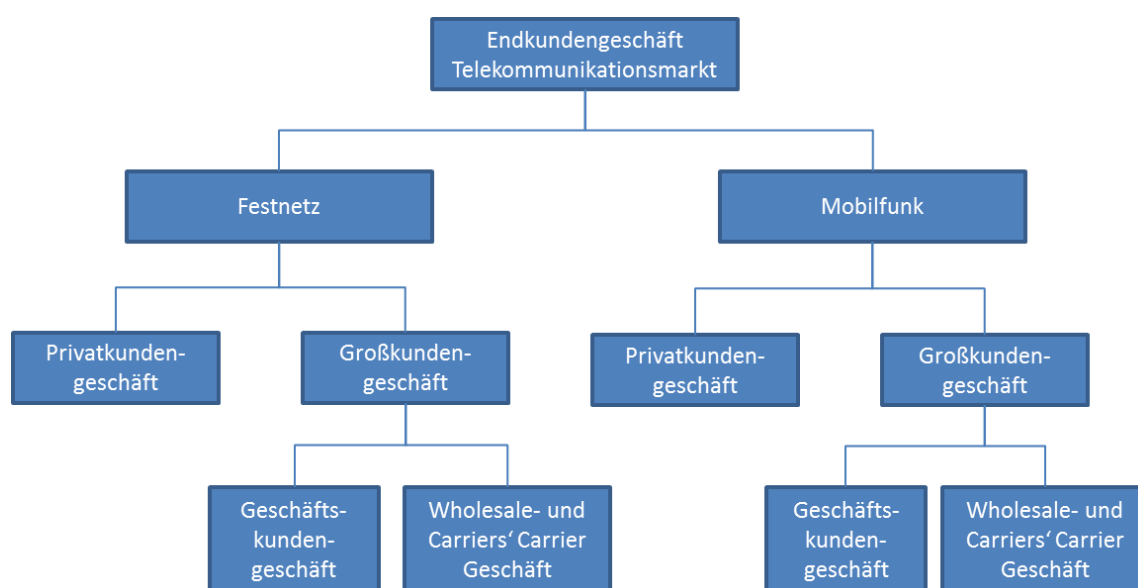 Endkundengeschäft
Telekommunikationsmarkt
Festnetz
Mobilfunk
Privatkunden-
geschäft
Großkunden-
geschäft
Privatkunden-
geschäft
Großkunden-
geschäft
Geschäfts-
kunden-
geschäft
Wholesale- und
Carriers‘ Carrier
Geschäft
Geschäfts-
kunden-
geschäft
Wholesale- und
Carriers‘ Carrier
Geschäft